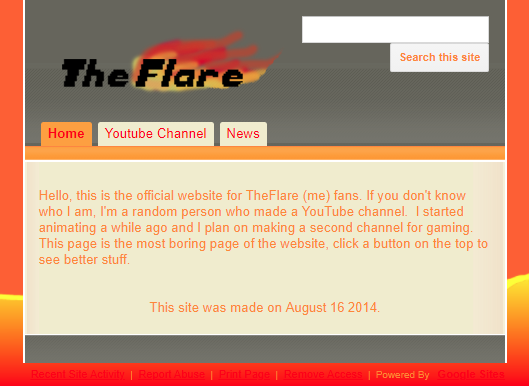 TheFlare
Search this site
Home Youtube Channel News
Hello, this is the official website for TheFlare (me) fans. If you don't know
who I am, I'm a random person who made a YouTube channel.  I started
animating a while ago and I plan on making a second channel for gaming.
This page is the most boring page of the website, click a button on the top to
see better stuff.
This site was made on August 16 2014.
Recent Site Activity | Report Abuse | Print Page | Remove Access | Powered By Google Sites